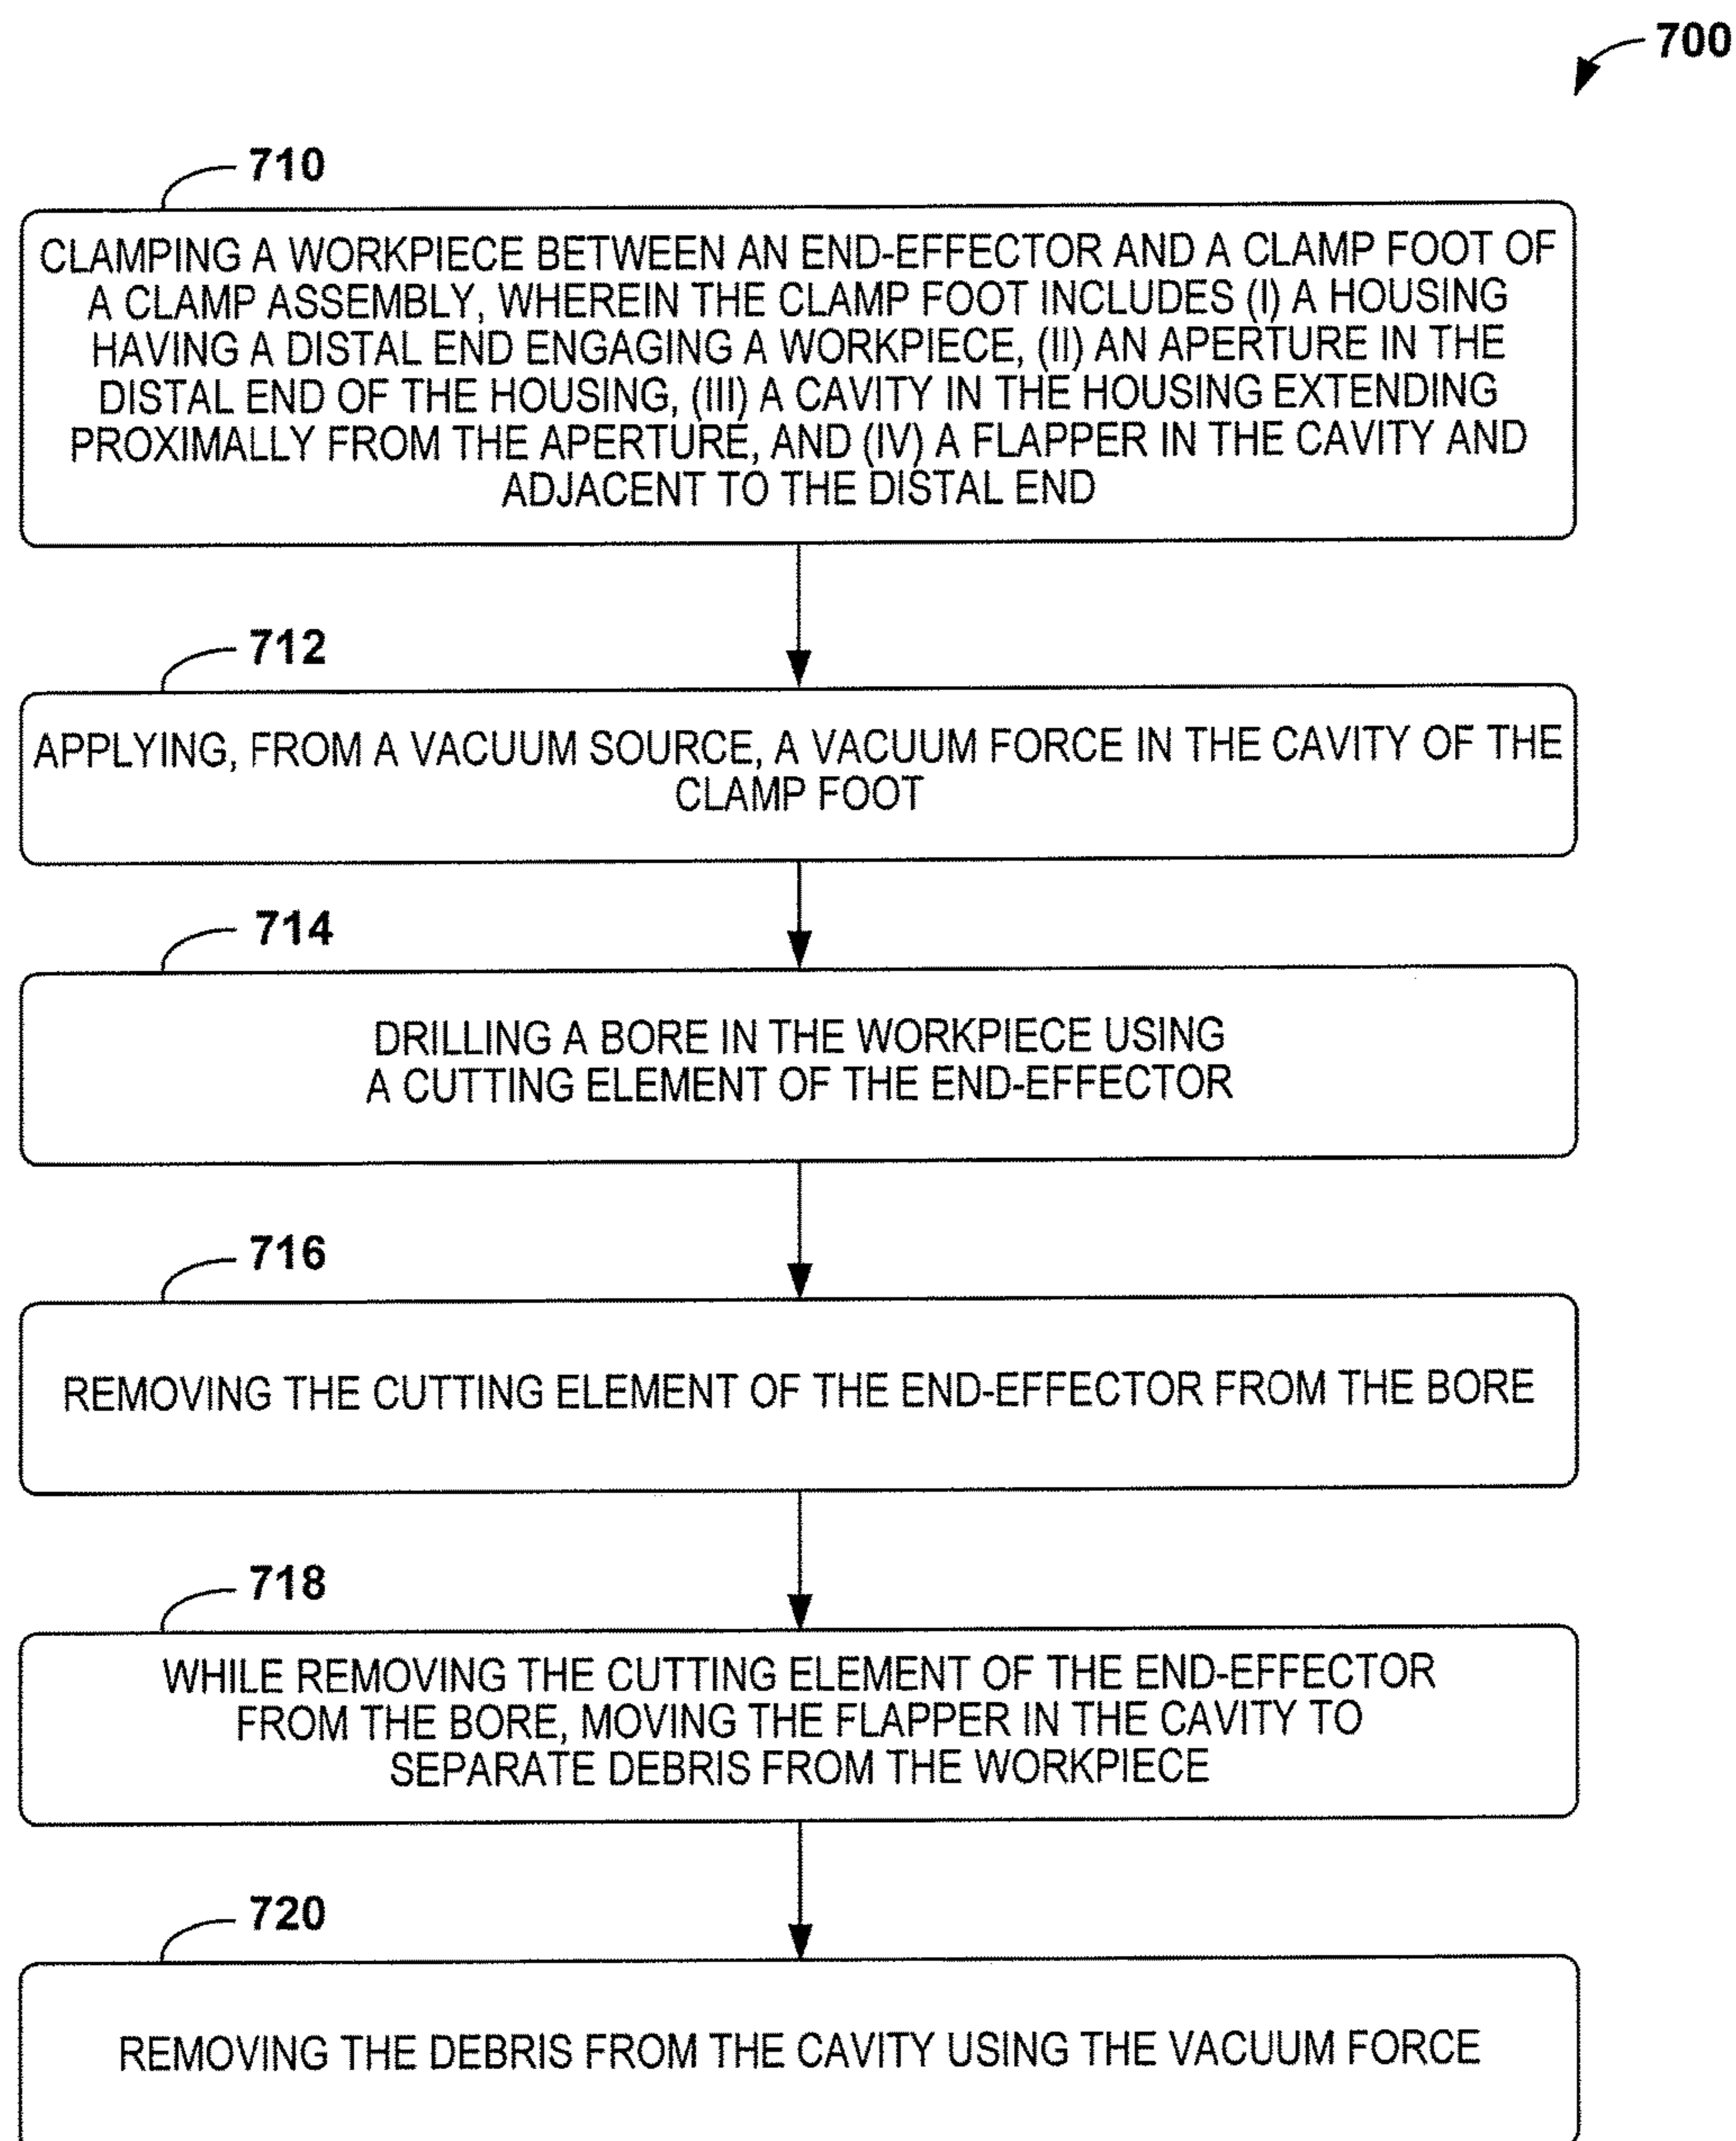 700
710
CLAMPING A WORKPIECE BETWEEN AN END-EFFECTOR AND A CLAMP FOOT OF
A CLAMP ASSEMBLY, WHEREIN THE CLAMP FOOT INCLUDES (I) A HOUSING
HAVING A DISTAL END ENGAGING A WORKPIECE, (II) AN APERTURE IN THE
DISTAL END OF THE HOUSING, (III) A CAVITY IN THE HOUSING EXTENDING
PROXIMALLY FROM THE APERTURE, AND (IV) A FLAPPER IN THE CAVITY AND
ADJACENT TO THE DISTAL END
712
APPLYING, FROM A VACUUM SOURCE, A VACUUM FORCE IN THE CAVITY OF THE
CLAMP FOOT
714
DRILLING A BORE IN THE WORKPIECE USING
A CUTTING ELEMENT OF THE END-EFFECTOR
716
REMOVING THE CUTTING ELEMENT OF THE END-EFFECTOR FROM THE BORE
718
WHILE REMOVING THE CUTTING ELEMENT OF THE END-EFFECTOR
FROM THE BORE, MOVING THE FLAPPER IN THE CAVITY TO
SEPARATE DEBRIS FROM THE WORKPIECE
720
REMOVING THE DEBRIS FROM THE CAVITY USING THE VACUUM FORCE